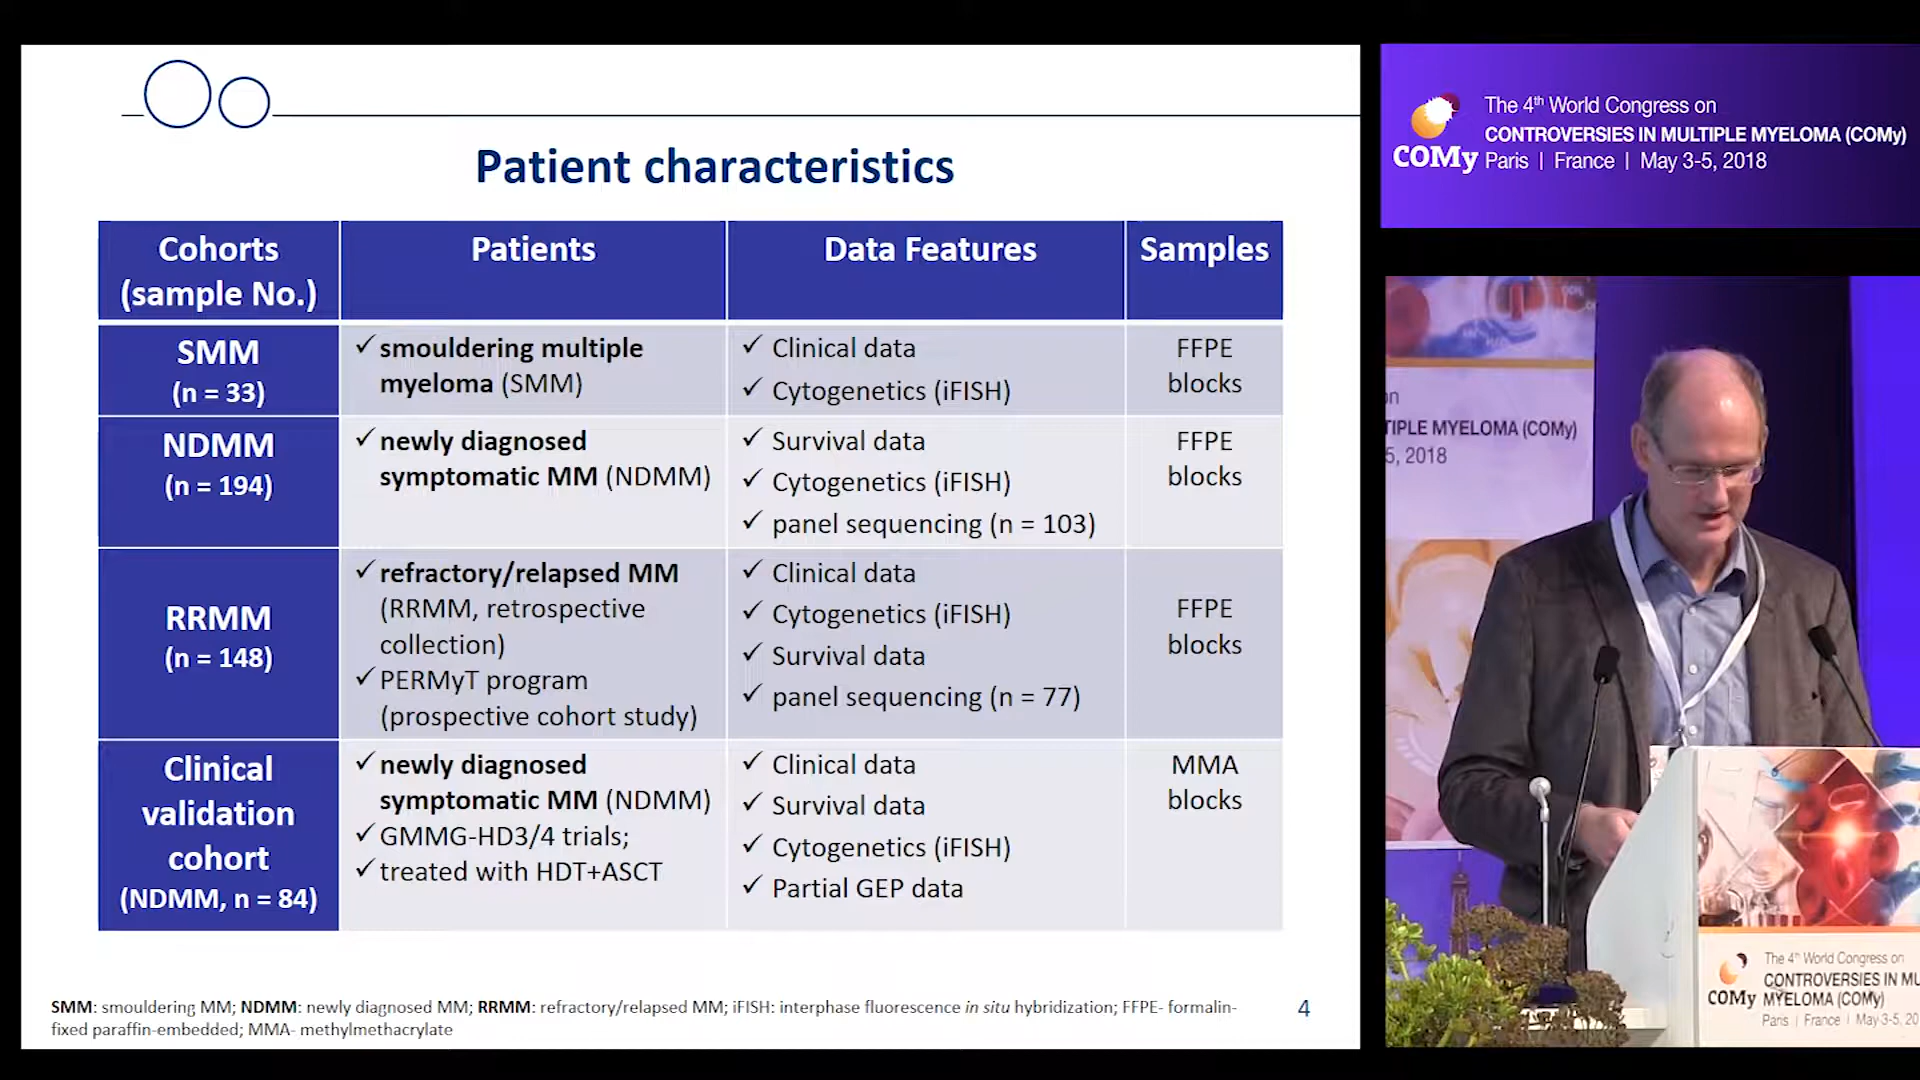 Patient characteristics
Cohorts
(sample No.)
Patients
Data Features
Samples
SMM
(n = 33)
✓ smouldering multiple
myeloma (SMM)
✓ Clinical data
✓ Cytogenetics (iFISH)
FFPE
blocks
NDMM
(n = 194)
✓ newly diagnosed
symptomatic MM (NDMM)
✓ Survival data
✓ Cytogenetics (iFISH)
✓ panel sequencing (n = 103)
FFPE
blocks
RRMM
(n = 148)
✓ refractory/relapsed MM
(RRMM, retrospective
collection)
✓ PERMyT program
(prospective cohort study)
✓ Clinical data
✓ Cytogenetics (iFISH)
✓ Survival data
✓ panel sequencing (n = 77)
FFPE
blocks
Clinical
validation
cohort
(NDMM, n = 84)
✓ newly diagnosed
symptomatic MM (NDMM)
✓ GMMG-HD3/4 trials;
✓ treated with HDT+ASCT
✓ Clinical data
✓ Survival data
✓ Cytogenetics (iFISH)
✓ Partial GEP data
MMA
blocks
SMM: smouldering MM; NDMM: newly diagnosed MM; RRMM: refractory/relapsed MM; iFISH: interphase fluorescence in situ hybridization; FFPE- formalin-
fixed paraffin-embedded; MMA- methylmethacrylate
4
COMy
The 4th World Congress on
CONTROVERSIES IN MULTIPLE MYELOMA (COMy)
Paris | France | May 3-5, 2018
on
TIPLE MYELOMA (COMy)
5, 2018
COMy
The 4th World Congress on
CONTROVERSIES IN MU
MYELOMA (COMy)
Paris | France | May 3-5, 20